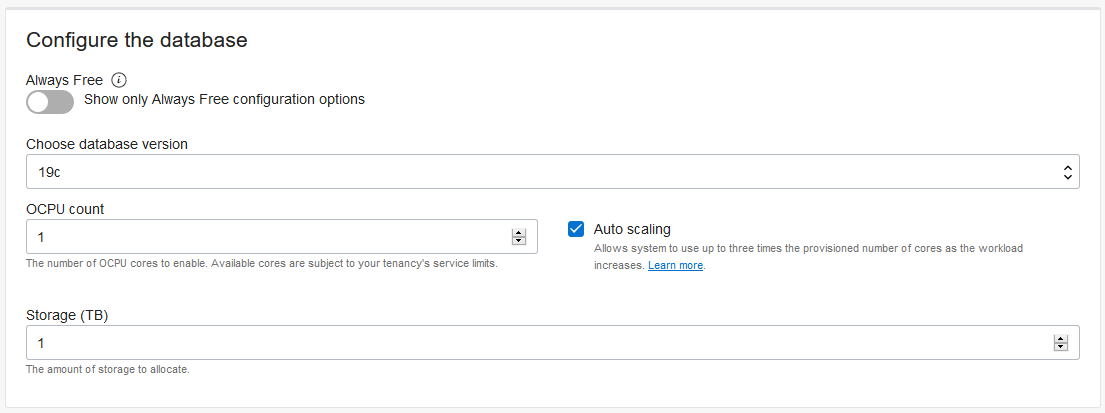 Configure the database
Always Free
Show only Always Free configuration options
Choose database version
19c
OCPU count
1
The number of OCPU cores to enable. Available cores are subject to your tenancy's service limits.
Auto scaling
Allows system to use up to three times the provisioned number of cores as the workload
increases. Learn more.
Storage (TB)
1
The amount of storage to allocate.